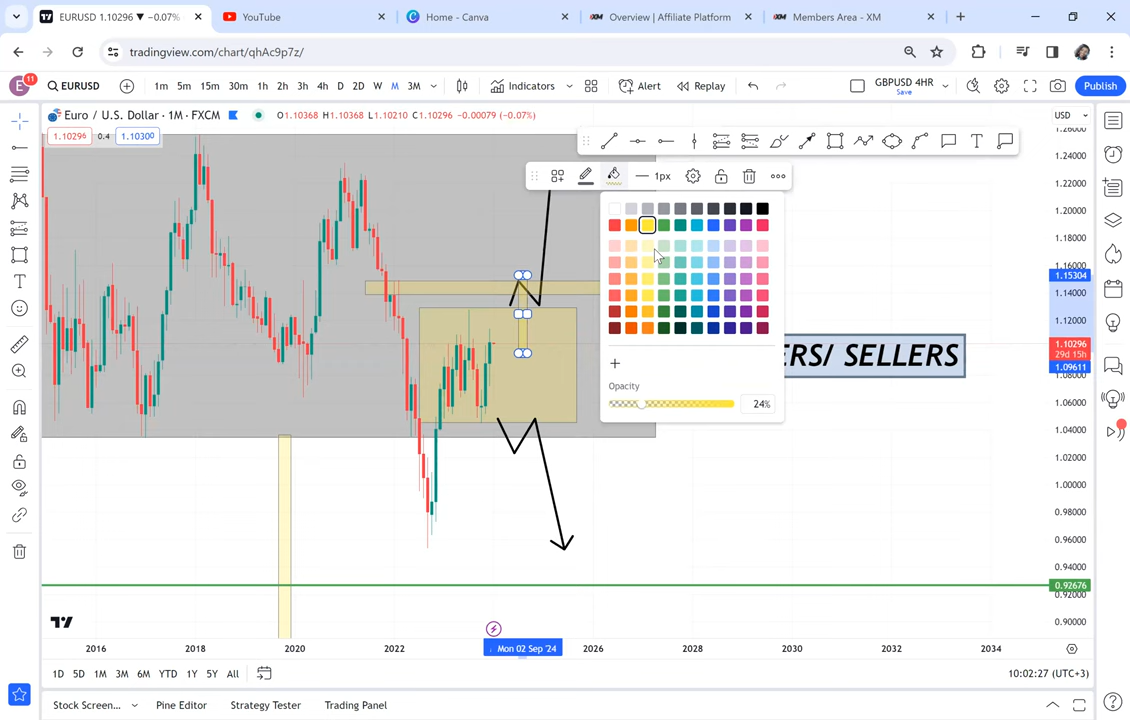 EURUSD 1.10296 ▼ −0.07%
YouTube
Home - Canva
Overview | Affiliate Platform
Members Area - XM
tradingview.com/chart/qhAc9p7z/
E 11 EURUSD 1m 5m 15m 30m 1h 2h 3h 4h D 2D W M 3M Indicators Alert Replay GBPUSD 4HR Save Publish
Euro / U.S. Dollar · 1M · FXCM O1.10368 H1.10368 L1.10210 C1.10296 −0.00079 (−0.07%)
USD
1.10296 0.4 1.10300
1px
1.26000
1.24000
1.22000
1.20000
1.18000
1.16000
1.15304
1.14000
1.12000
1.10296
29d 15h
1.09611
1.08000
1.06000
1.04000
1.02000
1.00000
0.98000
0.96000
0.94000
0.92676
0.92000
0.90000
ERS/ SELLERS
Opacity
24%
2016 2018 2020 2022 Mon 02 Sep '24 2026 2028 2030 2032 2034
1D 5D 1M 3M 6M YTD 1Y 5Y All 10:02:27 (UTC+3)
Stock Screen... Pine Editor Strategy Tester Trading Panel